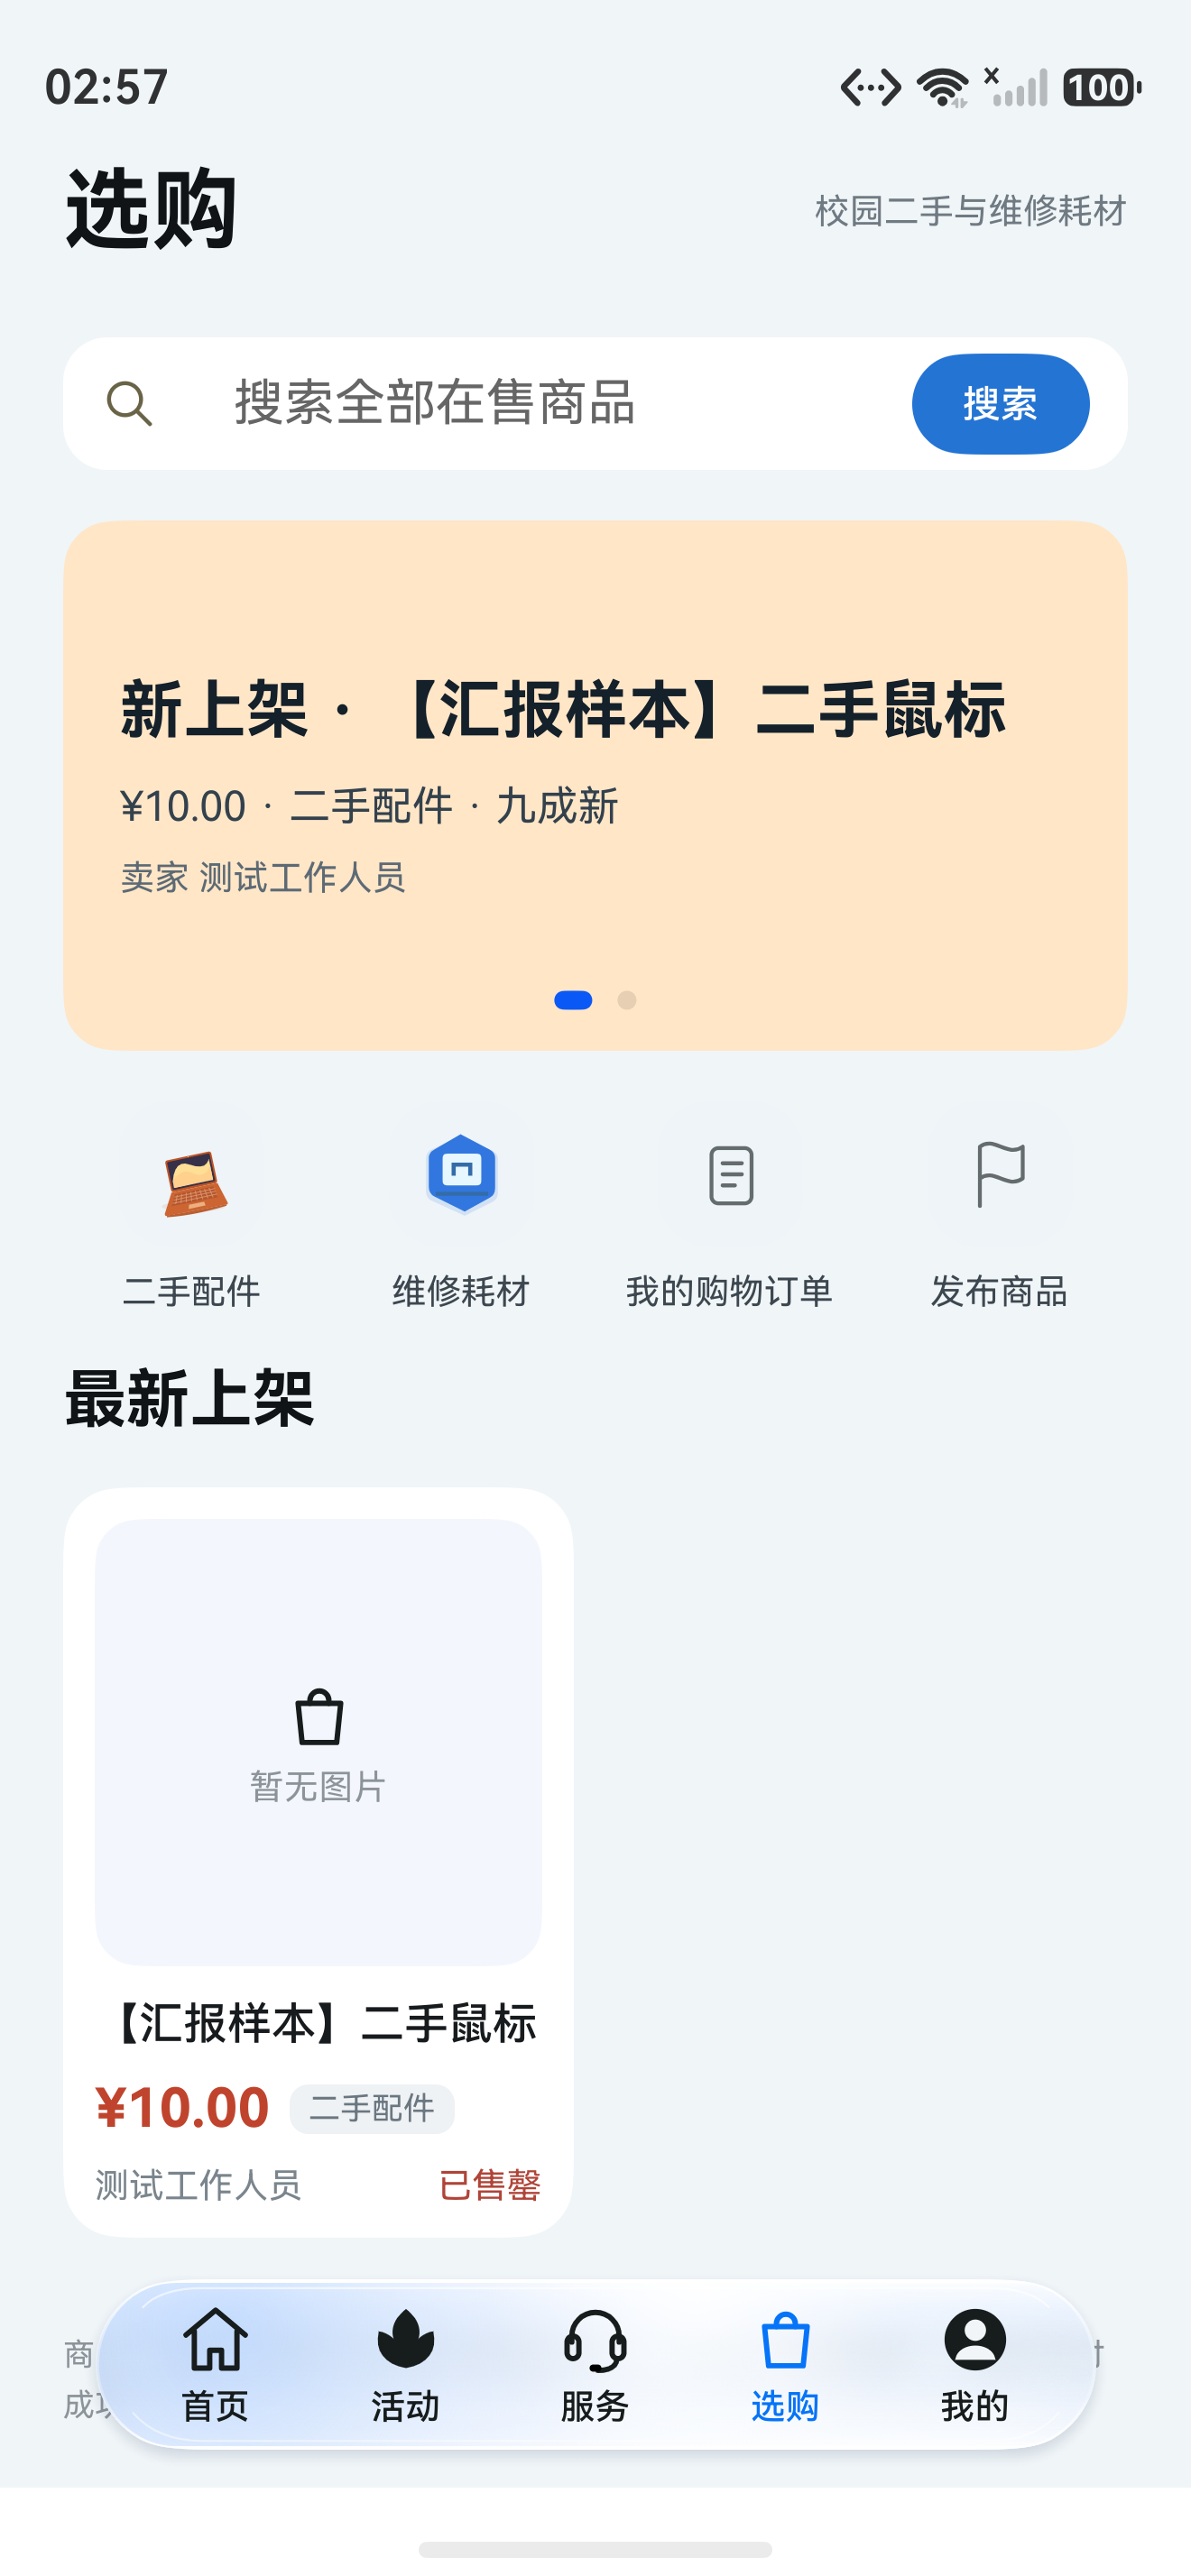 02:57
100
选购
校园二手与维修耗材
搜索全部在售商品
搜索
新上架 · 【汇报样本】二手鼠标
¥10.00 · 二手配件 · 九成新
卖家 测试工作人员
二手配件
维修耗材
我的购物订单
发布商品
最新上架
暂无图片
【汇报样本】二手鼠标
¥10.00
二手配件
测试工作人员
已售罄
商
成
首页
活动
服务
选购
我的